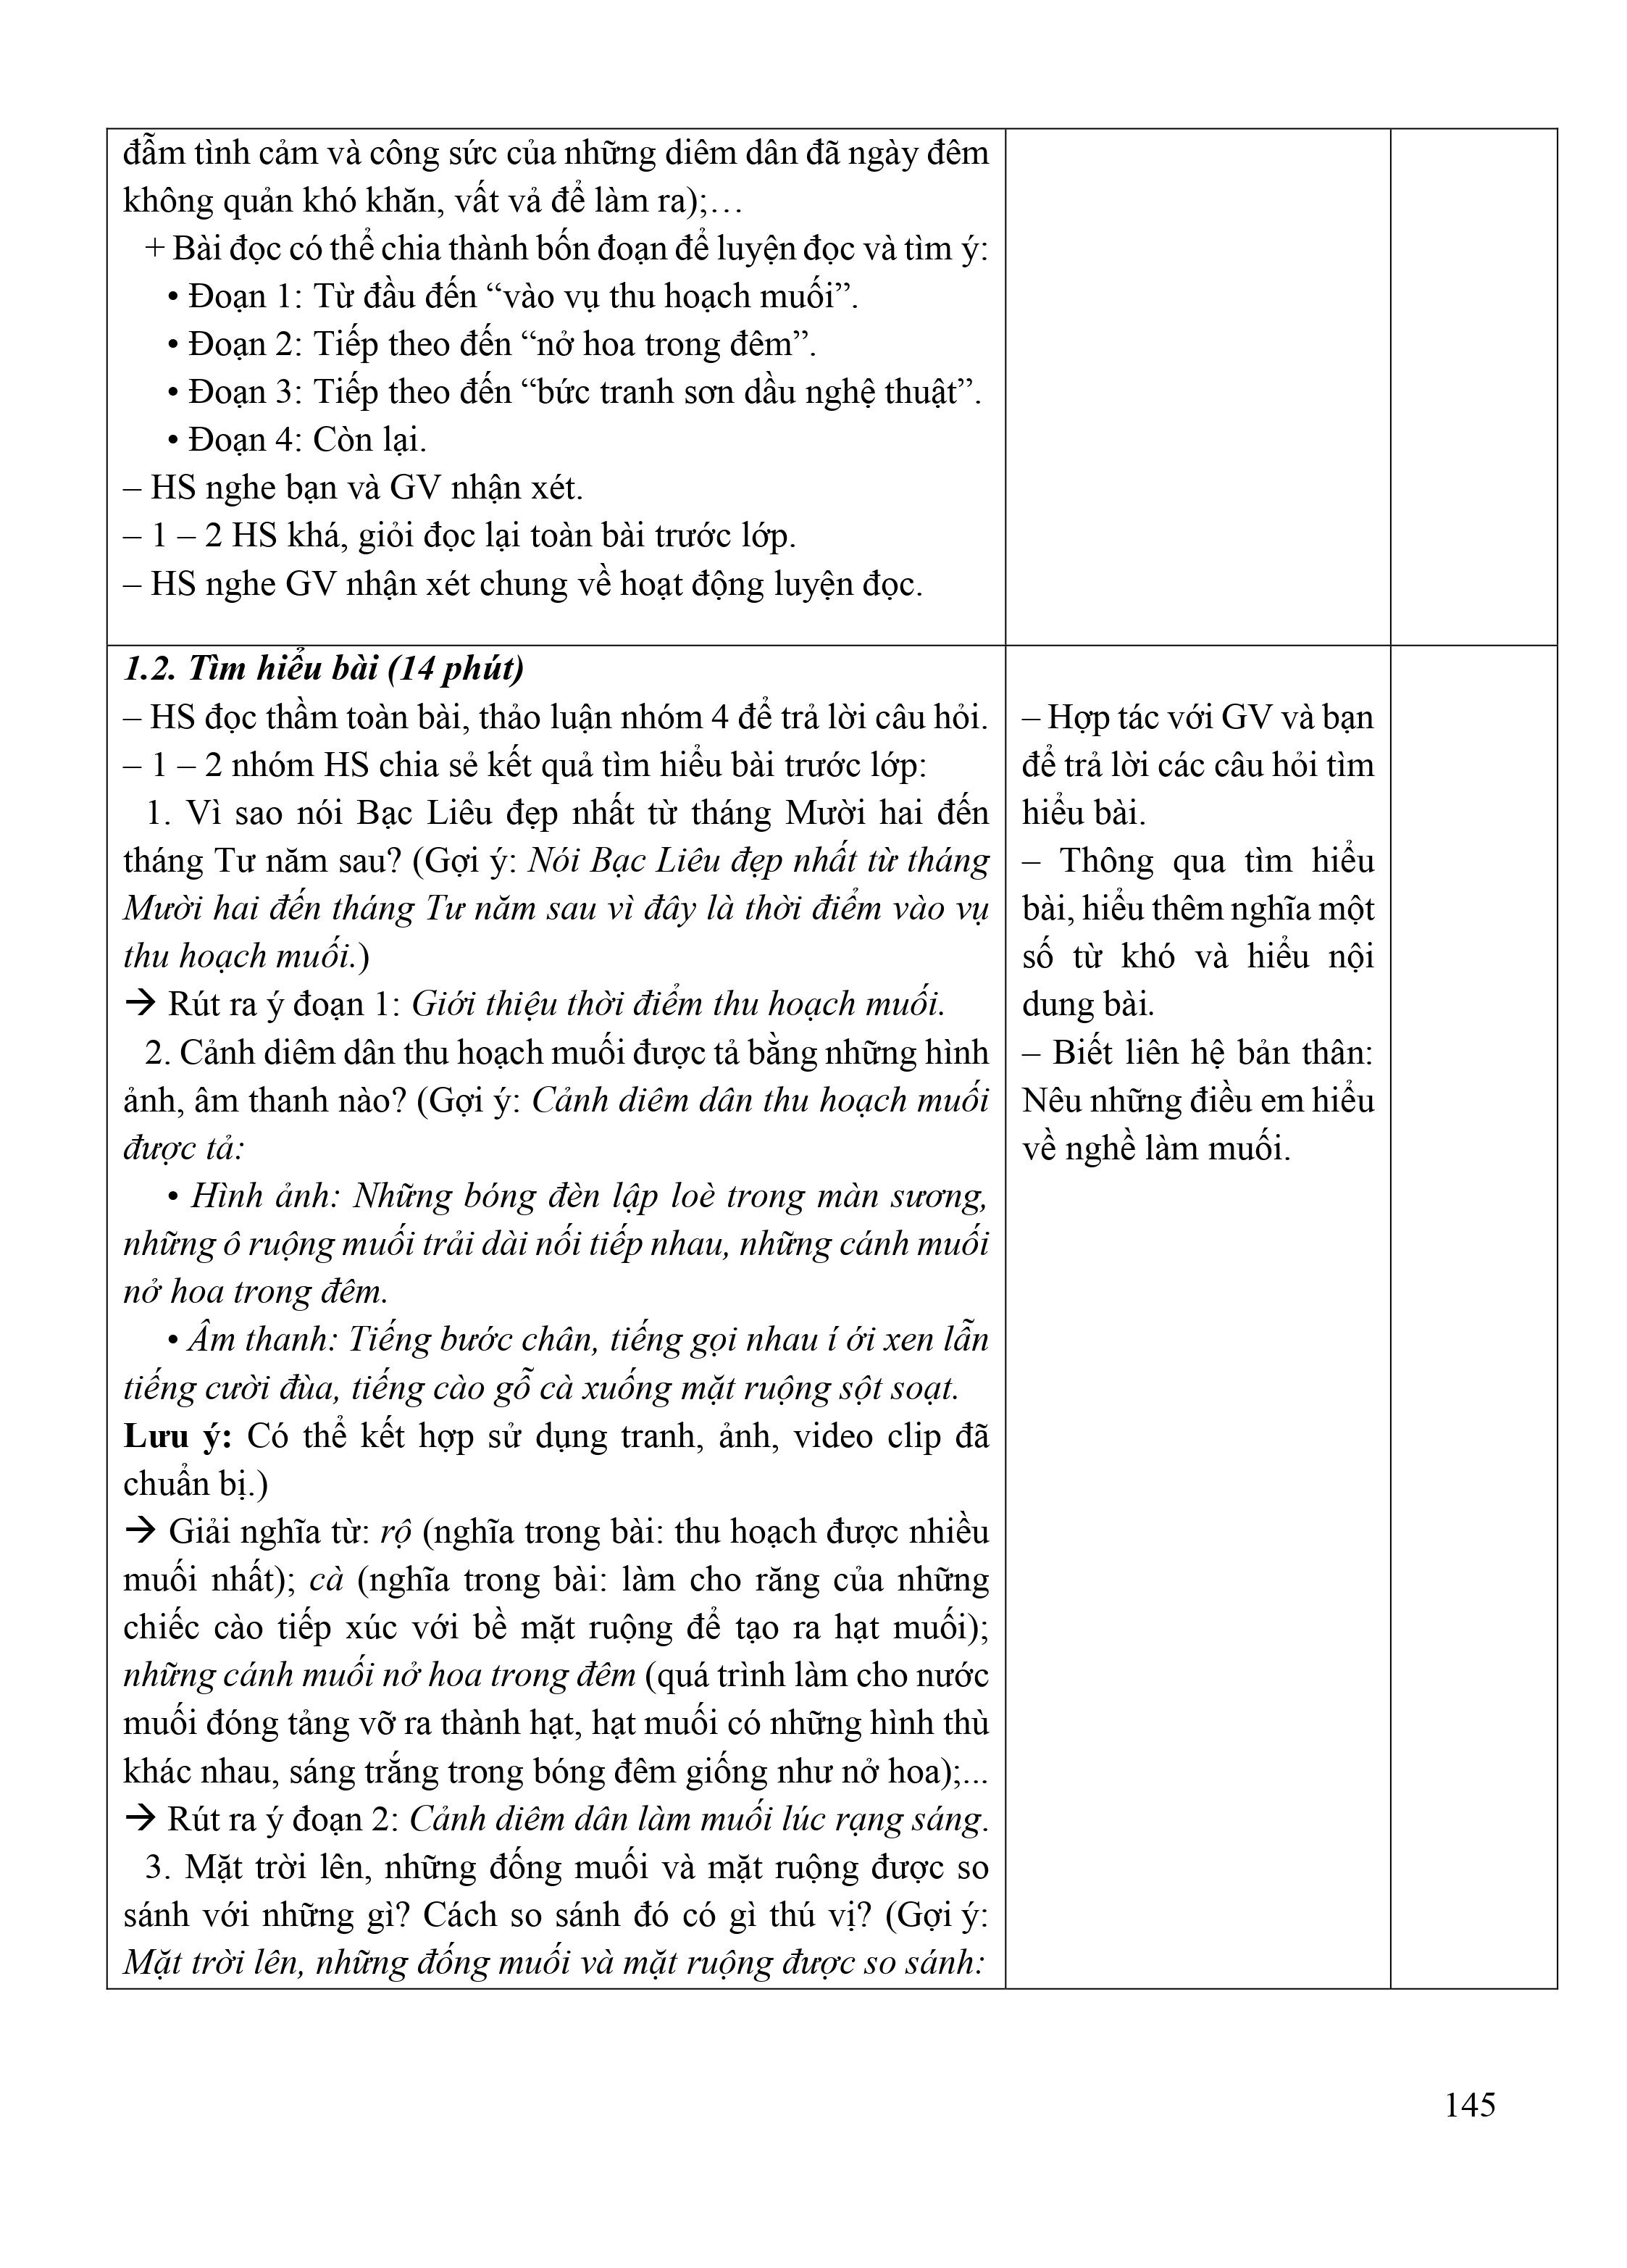 đẫm tình cảm và công sức của những diêm dân đã ngày đêm
không quản khó khăn, vất vả để làm ra);…
+ Bài đọc có thể chia thành bốn đoạn để luyện đọc và tìm ý:
• Đoạn 1: Từ đầu đến “vào vụ thu hoạch muối”.
• Đoạn 2: Tiếp theo đến “nở hoa trong đêm”.
• Đoạn 3: Tiếp theo đến “bức tranh sơn dầu nghệ thuật”.
• Đoạn 4: Còn lại.
– HS nghe bạn và GV nhận xét.
– 1 – 2 HS khá, giỏi đọc lại toàn bài trước lớp.
– HS nghe GV nhận xét chung về hoạt động luyện đọc.
1.2. Tìm hiểu bài (14 phút)
– HS đọc thầm toàn bài, thảo luận nhóm 4 để trả lời câu hỏi.
– 1 – 2 nhóm HS chia sẻ kết quả tìm hiểu bài trước lớp:
1. Vì sao nói Bạc Liêu đẹp nhất từ tháng Mười hai đến
tháng Tư năm sau? (Gợi ý: Nói Bạc Liêu đẹp nhất từ tháng
Mười hai đến tháng Tư năm sau vì đây là thời điểm vào vụ
thu hoạch muối.)
→ Rút ra ý đoạn 1: Giới thiệu thời điểm thu hoạch muối.
2. Cảnh diêm dân thu hoạch muối được tả bằng những hình
ảnh, âm thanh nào? (Gợi ý: Cảnh diêm dân thu hoạch muối
được tả:
• Hình ảnh: Những bóng đèn lập loè trong màn sương,
những ô ruộng muối trải dài nối tiếp nhau, những cánh muối
nở hoa trong đêm.
• Âm thanh: Tiếng bước chân, tiếng gọi nhau í ới xen lẫn
tiếng cười đùa, tiếng cào gỗ cà xuống mặt ruộng sột soạt.
Lưu ý: Có thể kết hợp sử dụng tranh, ảnh, video clip đã
chuẩn bị.)
→ Giải nghĩa từ: rộ (nghĩa trong bài: thu hoạch được nhiều
muối nhất); cà (nghĩa trong bài: làm cho răng của những
chiếc cào tiếp xúc với bề mặt ruộng để tạo ra hạt muối);
những cánh muối nở hoa trong đêm (quá trình làm cho nước
muối đóng tảng vỡ ra thành hạt, hạt muối có những hình thù
khác nhau, sáng trắng trong bóng đêm giống như nở hoa);...
→ Rút ra ý đoạn 2: Cảnh diêm dân làm muối lúc rạng sáng.
3. Mặt trời lên, những đống muối và mặt ruộng được so
sánh với những gì? Cách so sánh đó có gì thú vị? (Gợi ý:
Mặt trời lên, những đống muối và mặt ruộng được so sánh:
– Hợp tác với GV và bạn
để trả lời các câu hỏi tìm
hiểu bài.
– Thông qua tìm hiểu
bài, hiểu thêm nghĩa một
số từ khó và hiểu nội
dung bài.
– Biết liên hệ bản thân:
Nêu những điều em hiểu
về nghề làm muối.
145